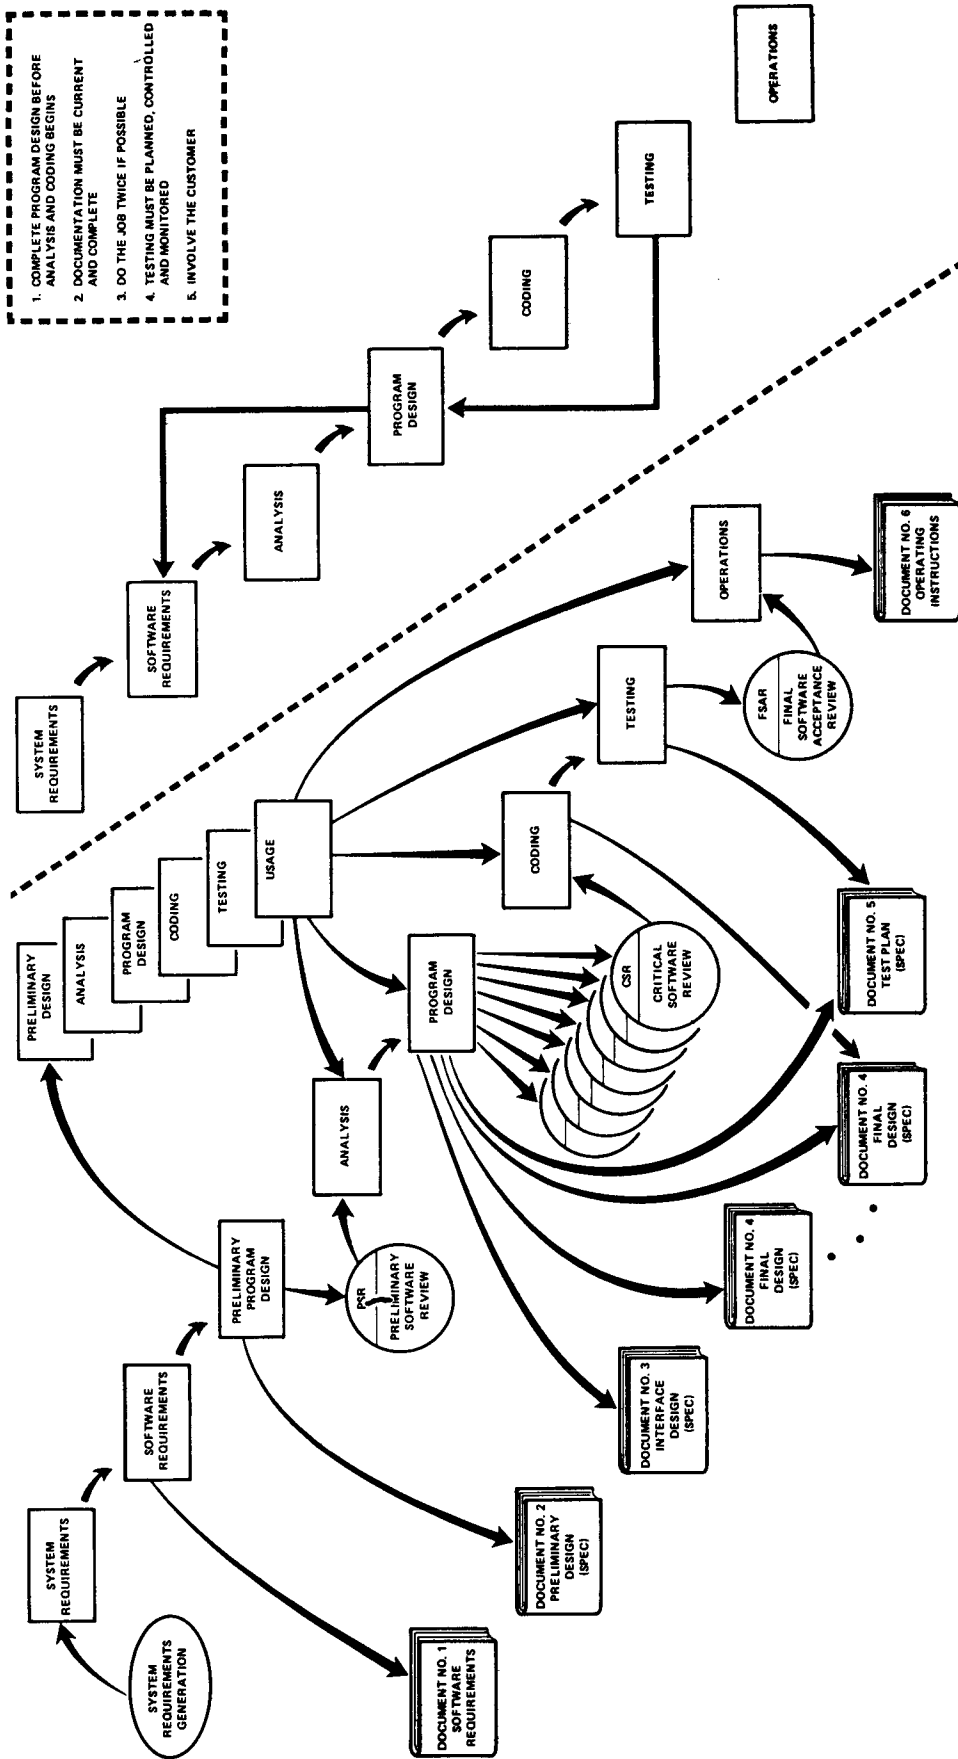 SYSTEM
REQUIREMENTS
GENERATION
SYSTEM
REQUIREMENTS
SOFTWARE
REQUIREMENTS
PRELIMINARY
PROGRAM
DESIGN
PSR
PRELIMINARY
SOFTWARE
REVIEW
ANALYSIS
PROGRAM
DESIGN
CSR
CRITICAL
SOFTWARE
REVIEW
CODING
TESTING
FSAR
FINAL
SOFTWARE
ACCEPTANCE
REVIEW
OPERATIONS
PRELIMINARY
DESIGN
ANALYSIS
PROGRAM
DESIGN
CODING
TESTING
USAGE
DOCUMENT NO. 1
SOFTWARE
REQUIREMENTS
DOCUMENT NO. 2
PRELIMINARY
DESIGN
(SPEC)
DOCUMENT NO. 3
INTERFACE
DESIGN
(SPEC)
DOCUMENT NO. 4
FINAL
DESIGN
(SPEC)
DOCUMENT NO. 4
FINAL
DESIGN
(SPEC)
DOCUMENT NO. 5
TEST PLAN
(SPEC)
DOCUMENT NO. 6
OPERATING
INSTRUCTIONS
SYSTEM
REQUIREMENTS
SOFTWARE
REQUIREMENTS
ANALYSIS
PROGRAM
DESIGN
CODING
TESTING
OPERATIONS
1. COMPLETE PROGRAM DESIGN BEFORE
ANALYSIS AND CODING BEGINS
2. DOCUMENTATION MUST BE CURRENT
AND COMPLETE
3. DO THE JOB TWICE IF POSSIBLE
4. TESTING MUST BE PLANNED, CONTROLLED
AND MONITORED
5. INVOLVE THE CUSTOMER